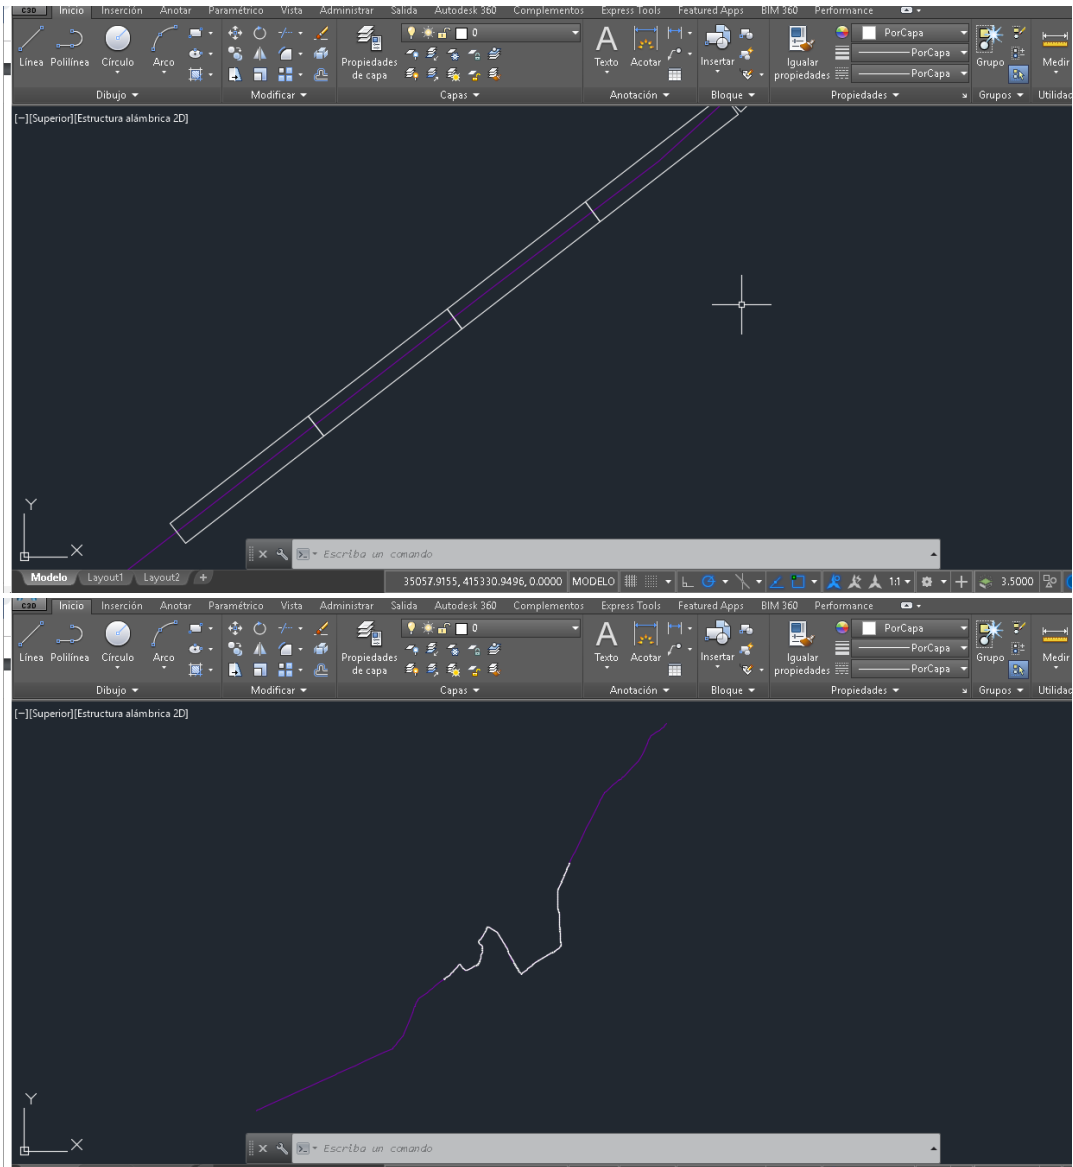 C3D Inicio Inserción Anotar Paramétrico Vista Administrar Salida Autodesk 360 Complementos Express Tools Featured Apps BIM 360 Performance
0 PorCapa
PorCapa
Línea Polilínea Círculo Arco Propiedades de capa Texto Acotar Insertar Igualar propiedades Grupo Medir
PorCapa
Dibujo Modificar Capas Anotación Bloque Propiedades Grupos Utilidad
[−][Superior][Estructura alámbrica 2D]
Y
X
Escriba un comando
Modelo Layout1 Layout2 + 35057.9155, 415330.9496, 0.0000 MODELO 1:1 3.5000
C3D Inicio Inserción Anotar Paramétrico Vista Administrar Salida Autodesk 360 Complementos Express Tools Featured Apps BIM 360 Performance
0 PorCapa
PorCapa
Línea Polilínea Círculo Arco Propiedades de capa Texto Acotar Insertar Igualar propiedades Grupo Medir
PorCapa
Dibujo Modificar Capas Anotación Bloque Propiedades Grupos Utilidad
[−][Superior][Estructura alámbrica 2D]
Y
X
Escriba un comando